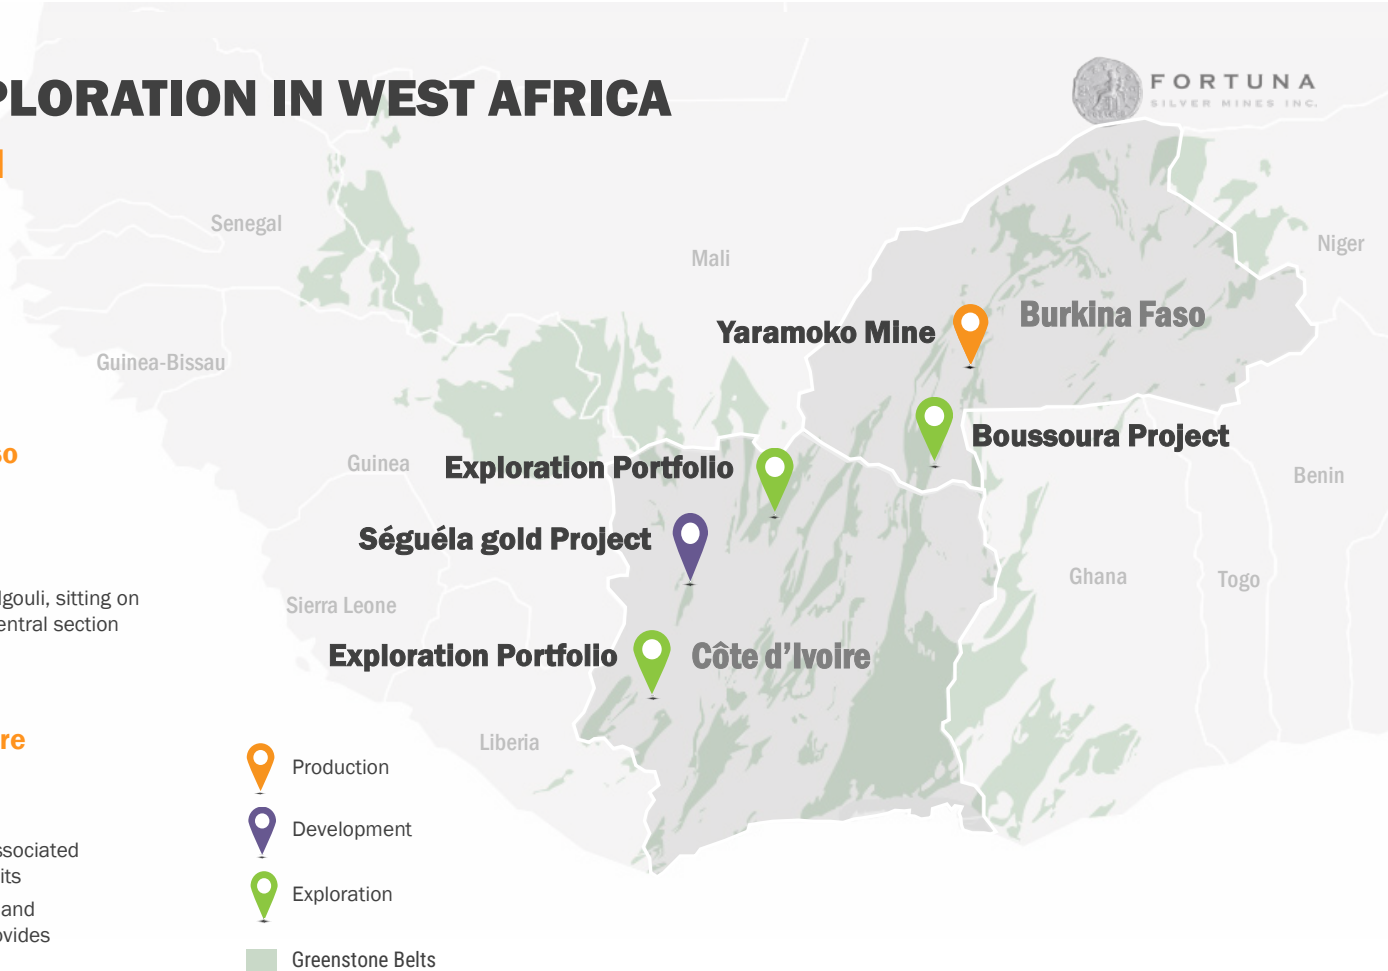 PLORATION IN WEST AFRICA
FORTUNA
SILVER MINES INC.
Senegal
Mali
Niger
Burkina Faso
Yaramoko Mine
Guinea-Bissau
Boussoura Project
so
Guinea
Exploration Portfolio
Benin
Séguéla gold Project
Ghana
Togo
lgouli, sitting on
entral section
Sierra Leone
Exploration Portfolio
Côte d'Ivoire
re
Liberia
Production
Development
ssociated
its
Exploration
and
ovides
Greenstone Belts